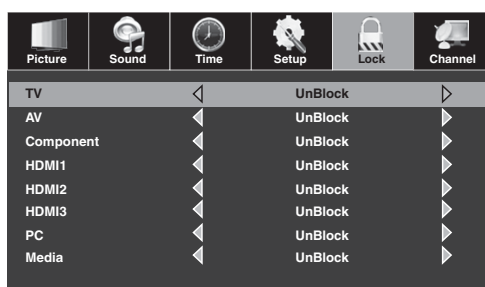 Picture Sound Time Setup Lock Channel
TV UnBlock
AV UnBlock
Component UnBlock
HDMI1 UnBlock
HDMI2 UnBlock
HDMI3 UnBlock
PC UnBlock
Media UnBlock